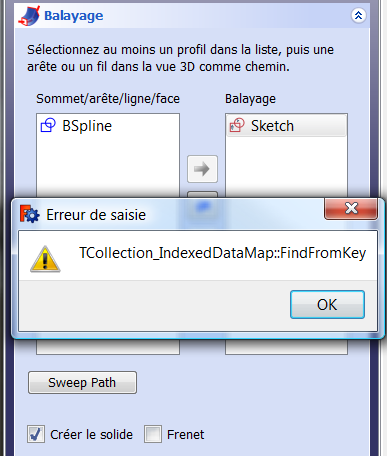 Balayage
Sélectionnez au moins un profil dans la liste, puis une
arête ou un fil dans la vue 3D comme chemin.
Sommet/arête/ligne/face
Balayage
BSpline
Sketch
Erreur de saisie
TCollection_IndexedDataMap::FindFromKey
OK
Sweep Path
Créer le solide
Frenet